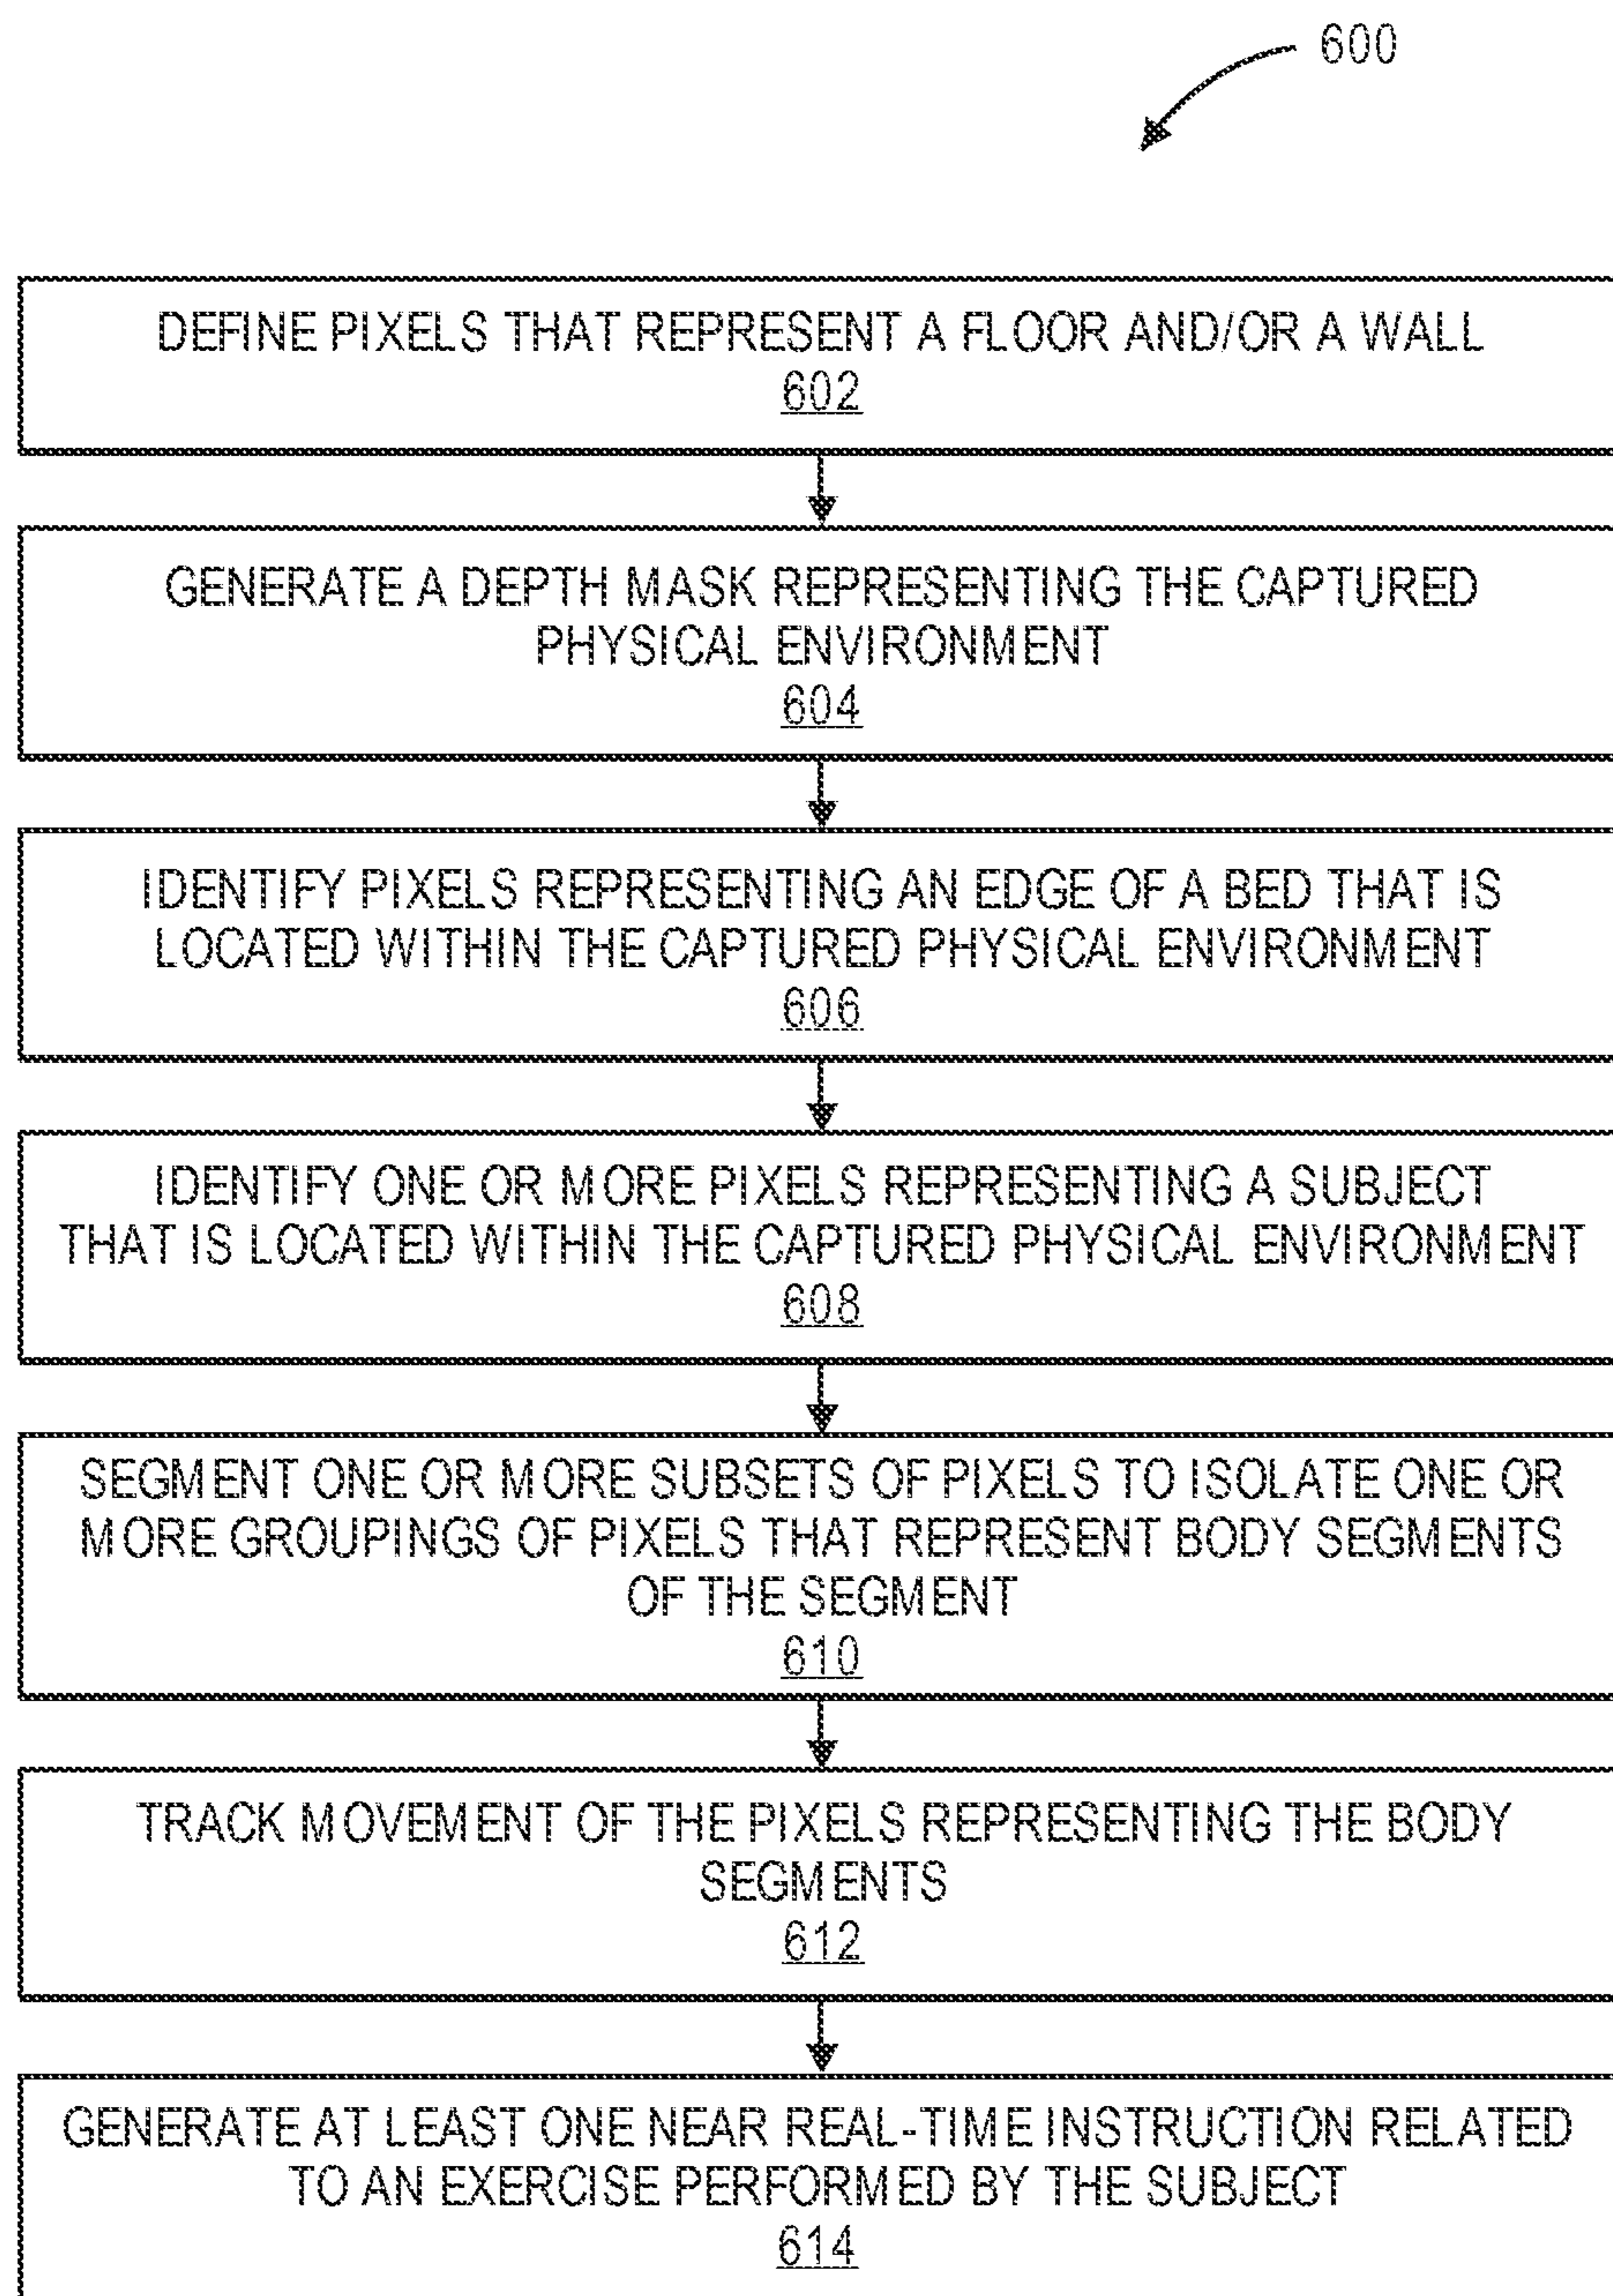 600
DEFINE PIXELS THAT REPRESENT A FLOOR AND/OR A WALL
602
GENERATE A DEPTH MASK REPRESENTING THE CAPTURED
PHYSICAL ENVIRONMENT
604
IDENTIFY PIXELS REPRESENTING AN EDGE OF A BED THAT IS
LOCATED WITHIN THE CAPTURED PHYSICAL ENVIRONMENT
606
IDENTIFY ONE OR MORE PIXELS REPRESENTING A SUBJECT
THAT IS LOCATED WITHIN THE CAPTURED PHYSICAL ENVIRONMENT
608
SEGMENT ONE OR MORE SUBSETS OF PIXELS TO ISOLATE ONE OR
MORE GROUPINGS OF PIXELS THAT REPRESENT BODY SEGMENTS
OF THE SEGMENT
610
TRACK MOVEMENT OF THE PIXELS REPRESENTING THE BODY
SEGMENTS
612
GENERATE AT LEAST ONE NEAR REAL-TIME INSTRUCTION RELATED
TO AN EXERCISE PERFORMED BY THE SUBJECT
614